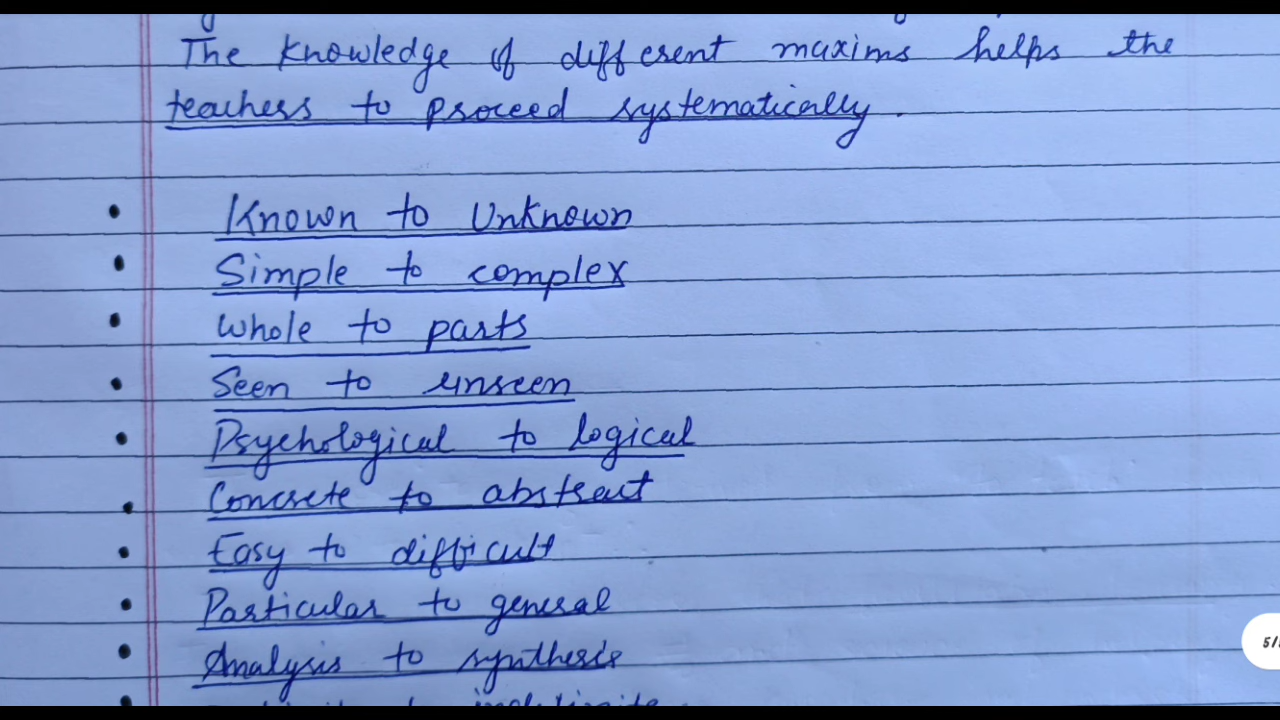 The knowledge of different maxims helps the
teachers to proceed systematically.
• Known to Unknown
• Simple to complex
• Whole to parts
• Seen to unseen
• Psychological to logical
• Concrete to abstract
• Easy to difficult
• Particular to general
• Analysis to synthesis
• to
5/